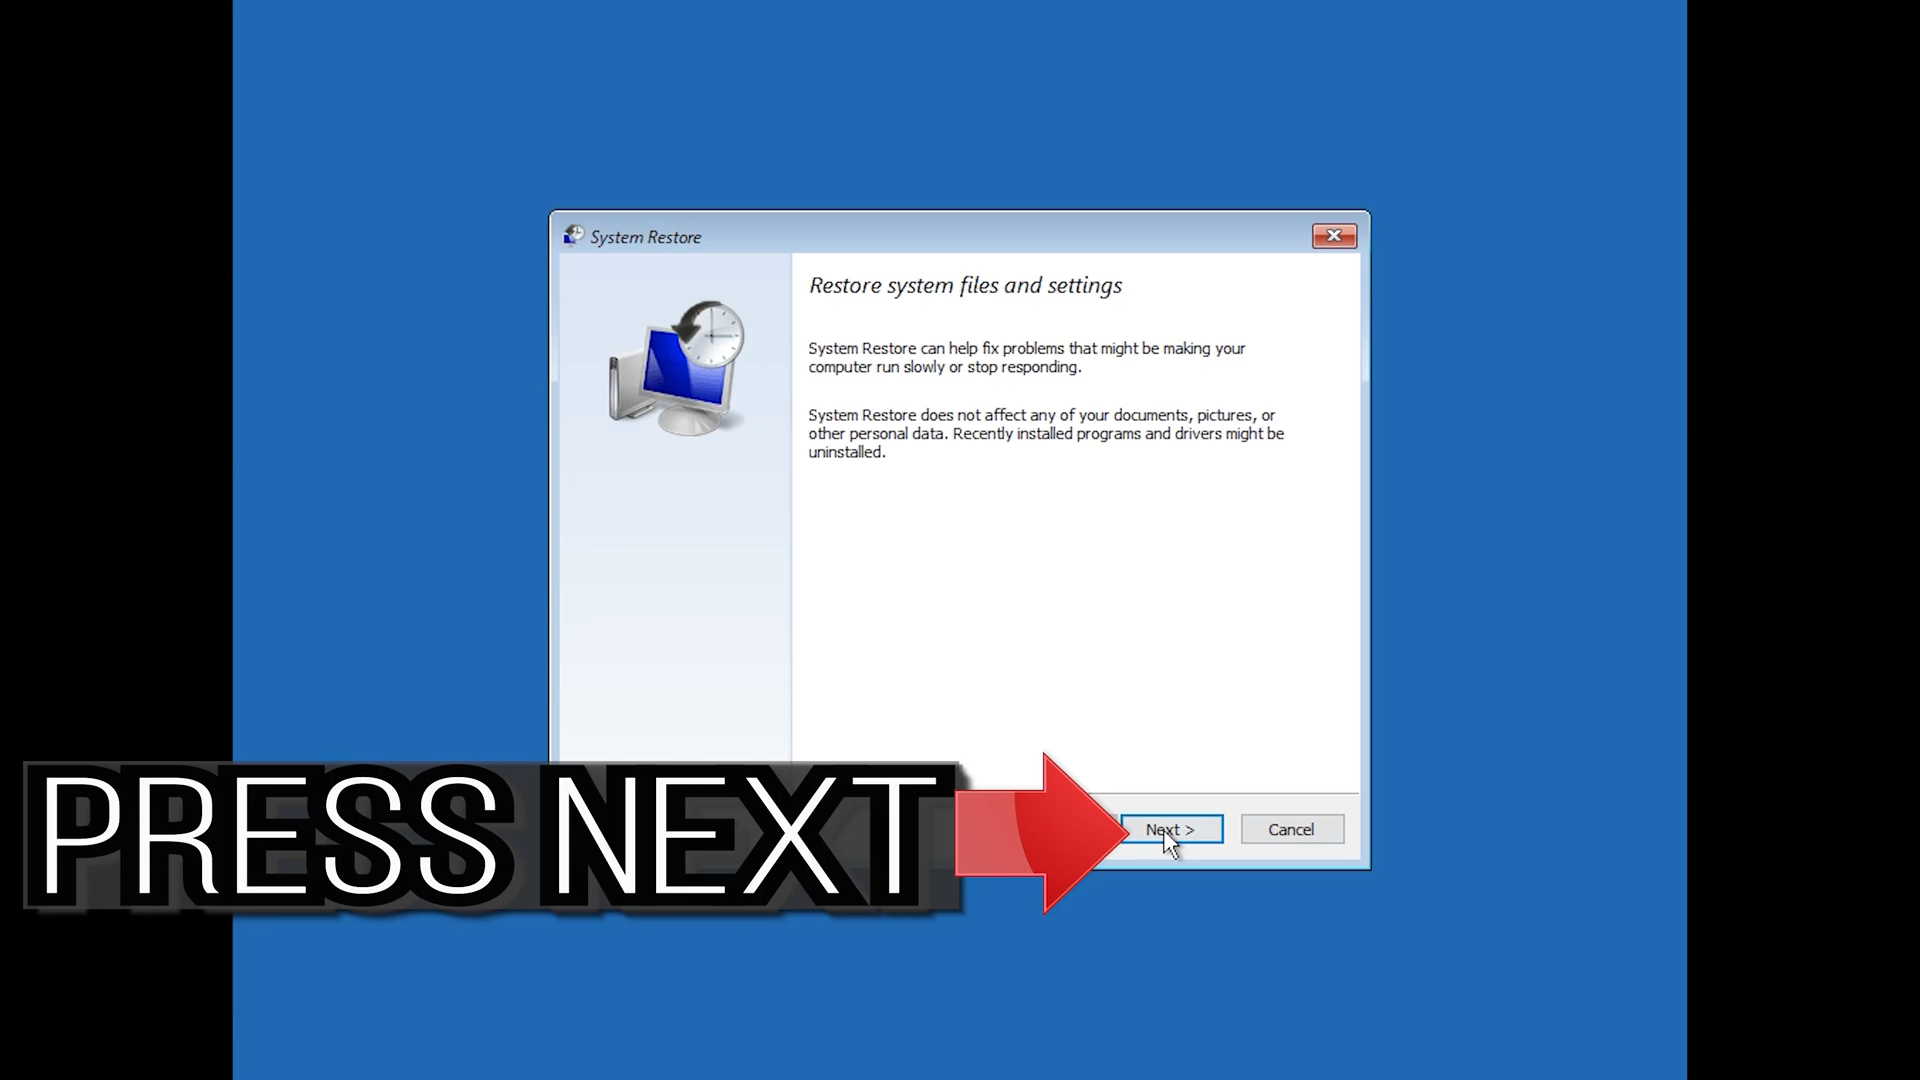 System Restore
Restore system files and settings
System Restore can help fix problems that might be making your
computer run slowly or stop responding.
System Restore does not affect any of your documents, pictures, or
other personal data. Recently installed programs and drivers might be
uninstalled.
PRESS NEXT
Next >
Cancel